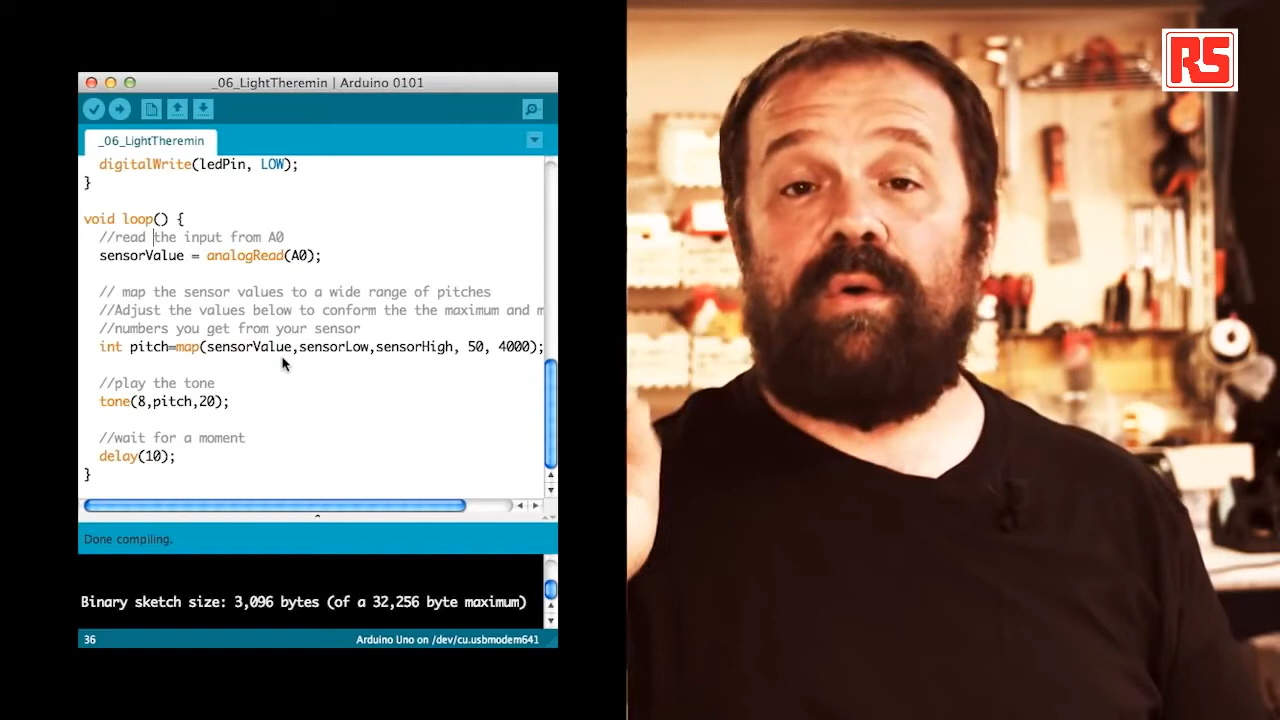 _06_LightTheremin | Arduino 0101
_06_LightTheremin
digitalWrite(ledPin, LOW);
}
void loop() {
//read the input from A0
sensorValue = analogRead(A0);
// map the sensor values to a wide range of pitches
//Adjust the values below to conform the the maximum and m
//numbers you get from your sensor
int pitch=map(sensorValue,sensorLow,sensorHigh, 50, 4000);
//play the tone
tone(8,pitch,20);
//wait for a moment
delay(10);
}
Done compiling.
Binary sketch size: 3,096 bytes (of a 32,256 byte maximum)
36
Arduino Uno on /dev/cu.usbmodem641
RS